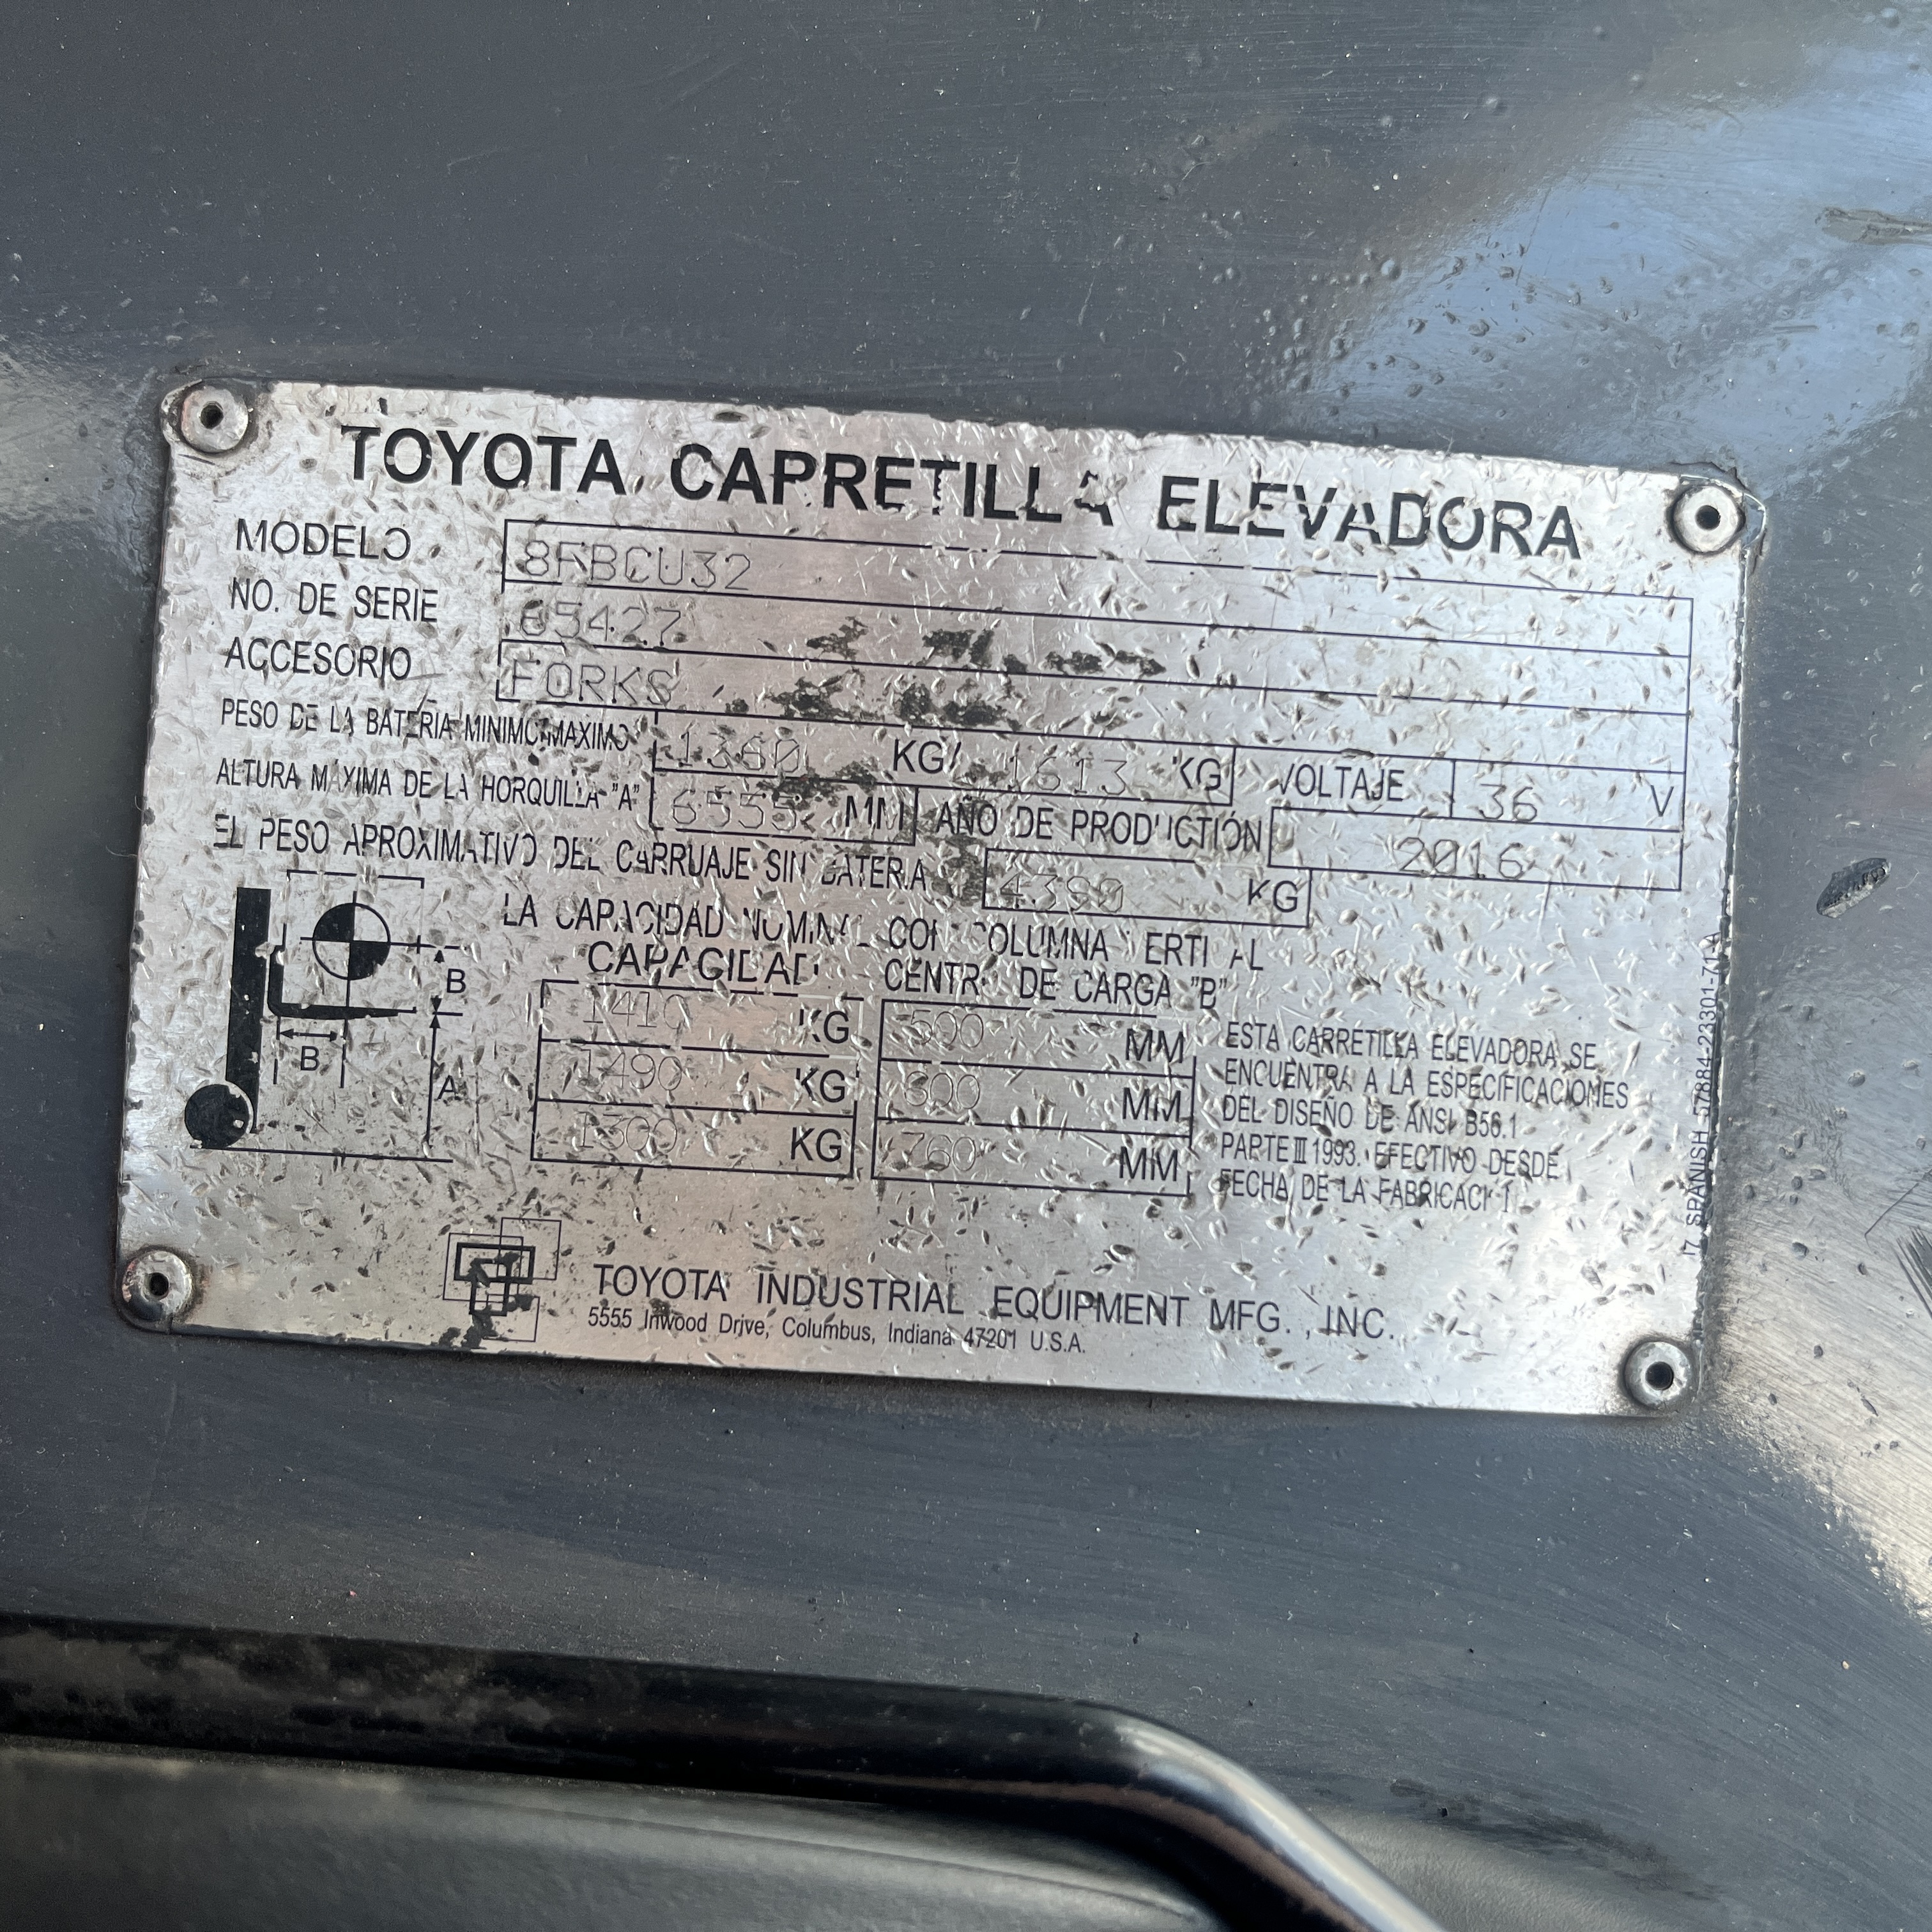 TOYOTA CARRETILLA ELEVADORA
MODELO 8FBCU32
NO. DE SERIE 65427
ACCESORIO FORKS
PESO DE LA BATERIA MINIMO/MAXIMO 1360 KG/ 1613 KG VOLTAJE 36 V
ALTURA MÁXIMA DE LA HORQUILLA "A" 6555 MM AÑO DE PRODUCTIÓN 2016
EL PESO APROXIMATIVO DEL CARRUAJE SIN BATERIA 4390 KG
LA CAPACIDAD NOMINAL CON COLUMNA VERTICAL
CAPACIDAD CENTRO DE CARGA "B"
KG 500 MM
1490 KG 600 MM
1300 KG 760 MM
B
B
A
ESTA CARRETILLA ELEVADORA SE
ENCUENTRA A LA ESPECIFICACIONES
DEL DISEÑO DE ANSI B56.1
PARTE III 1993. EFECTIVO DESDE
FECHA DE LA FABRICACI
17 SPANISH 57884-23301-71-A
TOYOTA INDUSTRIAL EQUIPMENT MFG., INC.
5555 Inwood Drive, Columbus, Indiana 47201 U.S.A.